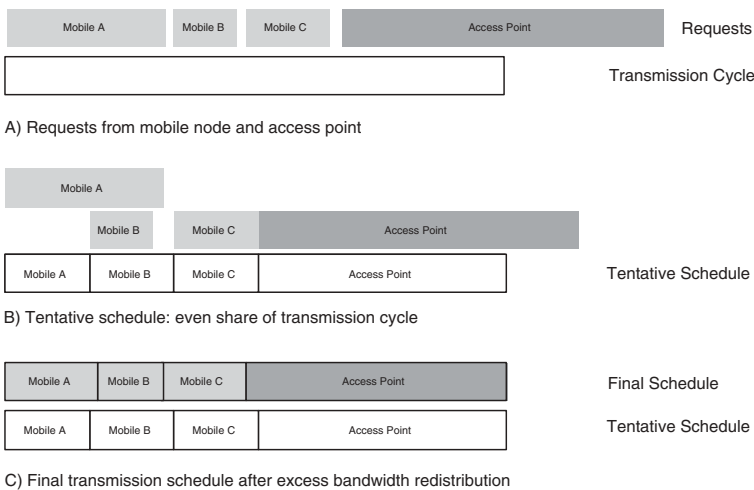 Mobile A Mobile B Mobile C Access Point Requests
Transmission Cycle
A) Requests from mobile node and access point
Mobile A
Mobile B Mobile C Access Point
Mobile A Mobile B Mobile C Access Point Tentative Schedule
B) Tentative schedule: even share of transmission cycle
Mobile A Mobile B Mobile C Access Point Final Schedule
Mobile A Mobile B Mobile C Access Point Tentative Schedule
C) Final transmission schedule after excess bandwidth redistribution